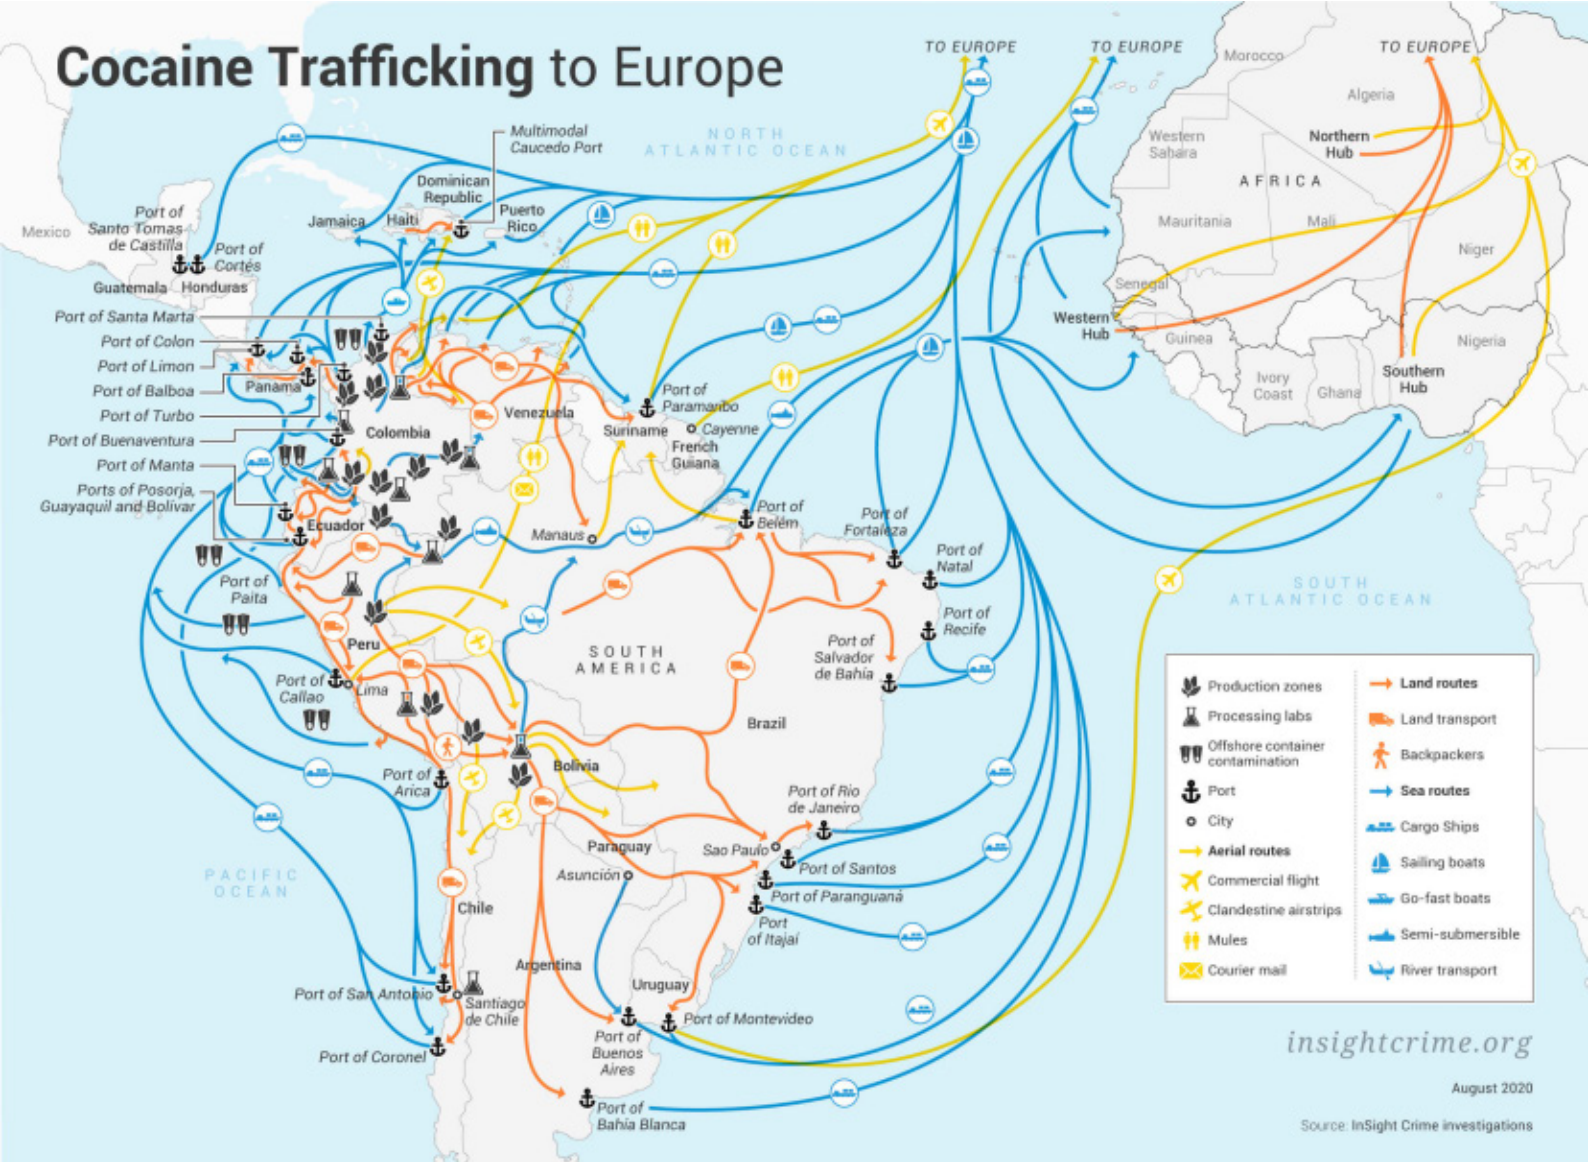 Cocaine Trafficking to Europe
TO EUROPE
TO EUROPE
TO EUROPE
Morocco
Algeria
Western
Sahara
Northern
Hub
AFRICA
Mauritania
Mali
Niger
Senegal
Western
Hub
Guinea
Ivory
Coast
Ghana
Nigeria
Southern
Hub
NORTH
ATLANTIC OCEAN
Multimodal
Caucedo Port
Dominican
Republic
Puerto
Rico
Jamaica
Haiti
Mexico
Port of
Santo Tomas
de Castilla
Port of
Cortés
Guatemala
Honduras
Port of Santa Marta
Port of Colon
Port of Limon
Port of Balboa
Panama
Port of Turbo
Port of Buenaventura
Port of Manta
Ports of Posorja,
Guayaquil and Bolivar
Colombia
Venezuela
Ecuador
Port of
Paramaribo
Suriname
Cayenne
French
Guiana
Manaus
Port of
Belém
Port of
Fortaleza
Port of
Natal
Port of
Recife
Port of
Salvador
de Bahía
Port of
Paita
Peru
Port of
Callao
Lima
SOUTH
AMERICA
Brazil
SOUTH
ATLANTIC OCEAN
Port of
Arica
Bolivia
Port of Rio
de Janeiro
Sao Paulo
Port of Santos
Port of Paranguaná
Port
of Itajaí
Paraguay
Asunción
PACIFIC
OCEAN
Chile
Argentina
Uruguay
Port of San Antonio
Santiago
de Chile
Port of Coronel
Port of Montevideo
Port of
Buenos
Aires
Port of
Bahía Blanca
Production zones
Processing labs
Offshore container
contamination
Port
City
Aerial routes
Commercial flight
Clandestine airstrips
Mules
Courier mail
Land routes
Land transport
Backpackers
Sea routes
Cargo Ships
Sailing boats
Go-fast boats
Semi-submersible
River transport
insightcrime.org
August 2020
Source: InSight Crime investigations